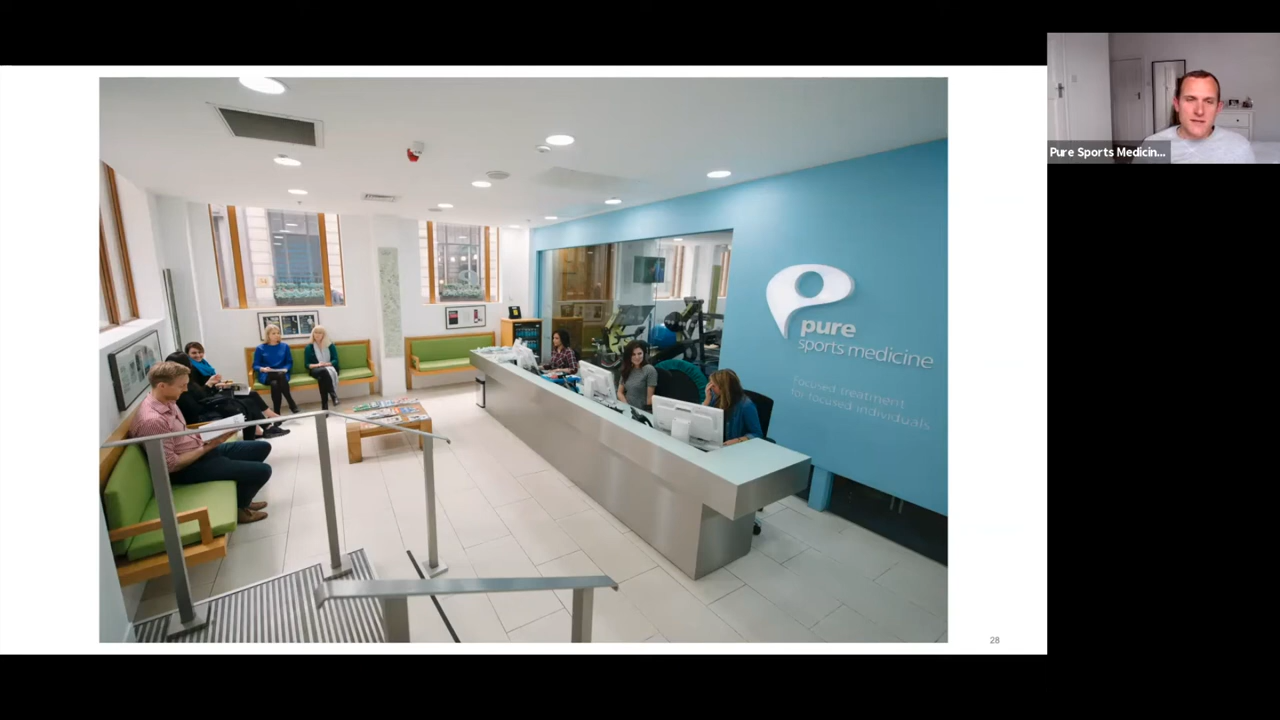 Pure Sports Medicin...
pure
sports medicine
Focused treatment
for focused individuals
28